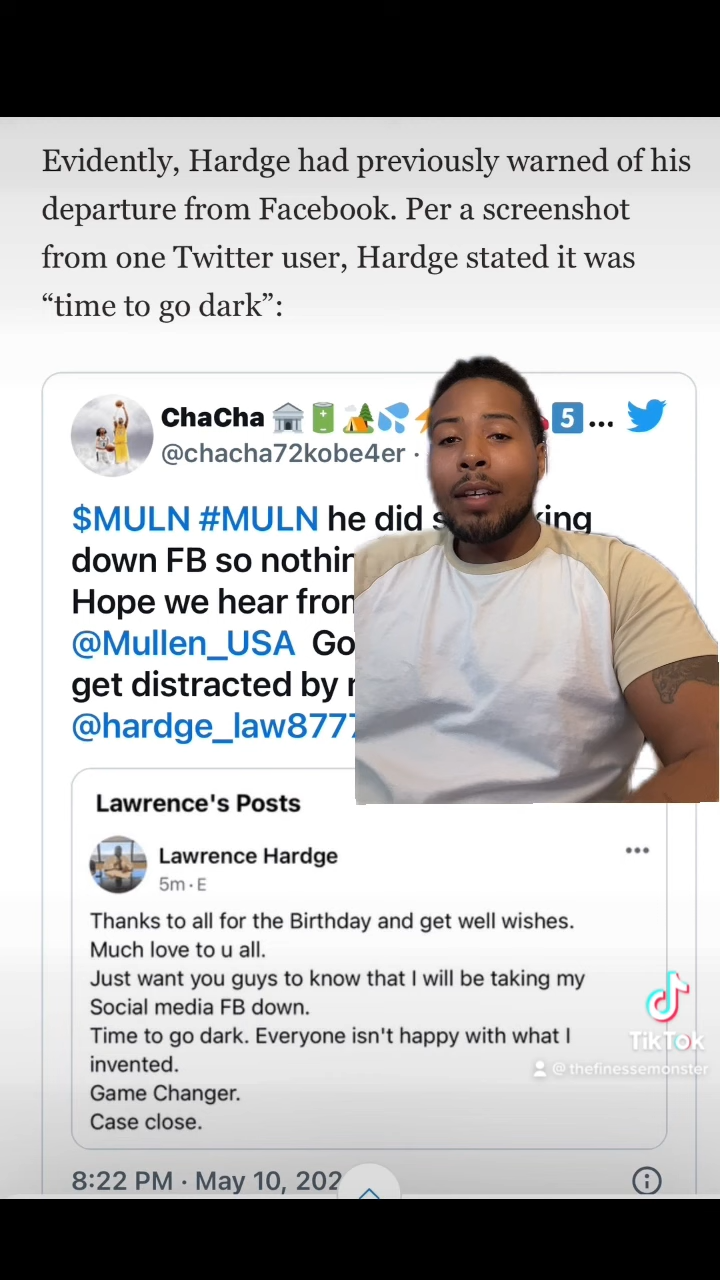 Evidently, Hardge had previously warned of his
departure from Facebook. Per a screenshot
from one Twitter user, Hardge stated it was
“time to go dark”:
ChaCha 🏛️🔋🏕️💦 5️⃣...
@chacha72kobe4er ·
$MULN #MULN he did
down FB so
Hope we hear
@Mullen_USA
get distracted by
@hardge_law8777
Lawrence's Posts
Lawrence Hardge
5m · E
Thanks to all for the Birthday and get well wishes.
Much love to u all.
Just want you guys to know that I will be taking my
Social media FB down.
Time to go dark. Everyone isn't happy with what I
invented.
Game Changer.
Case close.
TikTok
@thefinessemonster
8:22 PM · May 10, 202